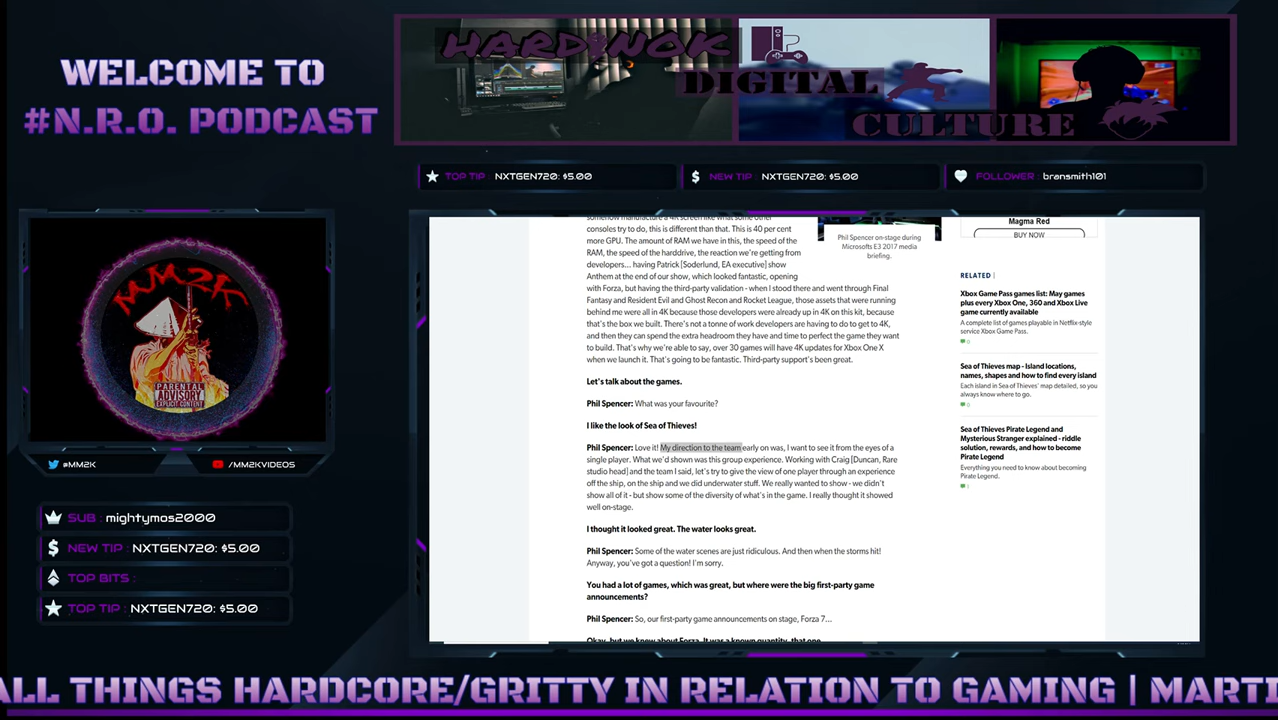 WELCOME TO
#N.R.O. PODCAST
HARD NOK
DIGITAL
CULTURE
TOP TIP : NXTGEN720: $5.00
NEW TIP : NXTGEN720: $5.00
FOLLOWER : bransmith101
MM2K
PARENTAL
ADVISORY
EXPLICIT CONTENT
@MM2K
/MM2KVIDEOS
SUB : mightymos2000
NEW TIP : NXTGEN720: $5.00
TOP BITS :
TOP TIP : NXTGEN720: $5.00
somehow manufacture a 4K screen like what some other
consoles try to do, this is different than that. This is 40 per cent
more GPU. The amount of RAM we have in this, the speed of the
RAM, the speed of the harddrive, the reaction we're getting from
developers... having Patrick [Soderlund, EA executive] show
Anthem at the end of our show, which looked fantastic, opening
with Forza, but having the third-party validation - when I stood there and went through Final
Fantasy and Resident Evil and Ghost Recon and Rocket League, those assets that were running
behind me were all in 4K because those developers were already up in 4K on this kit, because
that's the box we built. There's not a tonne of work developers are having to do to get to 4K,
and then they can spend the extra headroom they have and time to perfect the game they want
to build. That's why we're able to say, over 30 games will have 4K updates for Xbox One X
when we launch it. That's going to be fantastic. Third-party support's been great.
Let's talk about the games.
Phil Spencer: What was your favourite?
I like the look of Sea of Thieves!
Phil Spencer: Love it! My direction to the team early on was, I want to see it from the eyes of a
single player. What we'd shown was this group experience. Working with Craig [Duncan, Rare
studio head] and the team I said, let's try to give the view of one player through an experience
off the ship, on the ship and we did underwater stuff. We really wanted to show - we didn't
show all of it - but show some of the diversity of what's in the game. I really thought it showed
well on-stage.
I thought it looked great. The water looks great.
Phil Spencer: Some of the water scenes are just ridiculous. And then when the storms hit!
Anyway, you've got a question! I'm sorry.
You had a lot of games, which was great, but where were the big first-party game
announcements?
Phil Spencer: So, our first-party game announcements on stage, Forza 7...
Okay, but we knew about Forza. It was a known quantity, that one.
Phil Spencer on-stage during
Microsofts E3 2017 media
briefing.
Magma Red
BUY NOW
RELATED |
Xbox Game Pass games list: May games
plus every Xbox One, 360 and Xbox Live
game currently available
A complete list of games playable in Netflix-style
service Xbox Game Pass.
0
Sea of Thieves map - Island locations,
names, shapes and how to find every island
Each island in Sea of Thieves' map detailed, so you
always know where to go.
0
Sea of Thieves Pirate Legend and
Mysterious Stranger explained - riddle
solution, rewards, and how to become
Pirate Legend
Everything you need to know about becoming
Pirate Legend.
1
ALL THINGS HARDCORE/GRITTY IN RELATION TO GAMING | MARTI